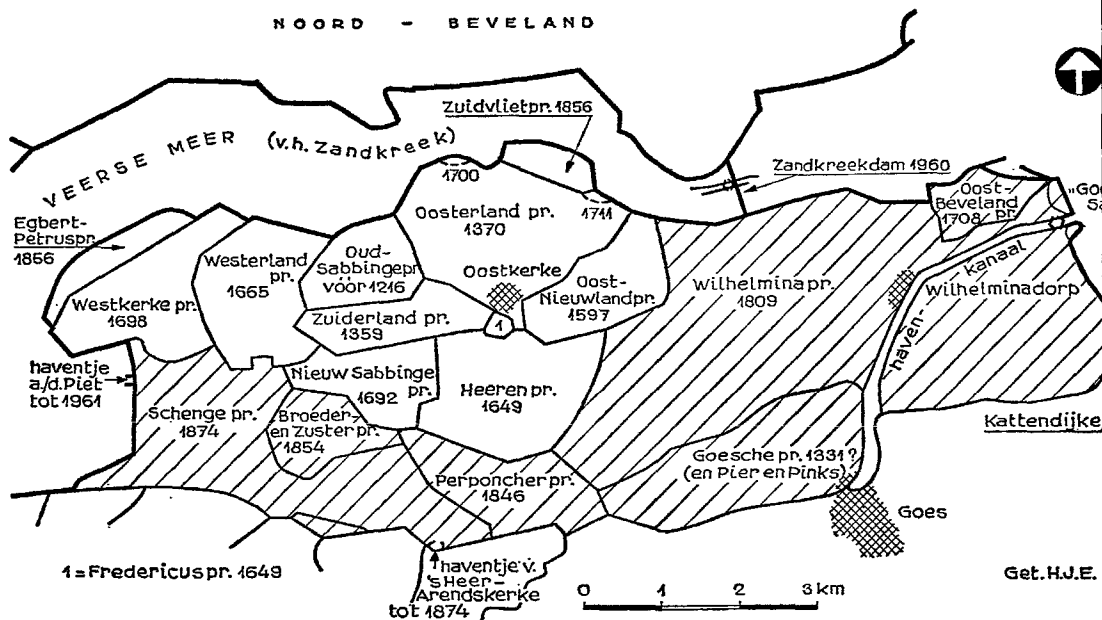 NOORD - BEVELAND
Zuidvlietpr. 1856
VEERSE MEER (v.h. Zandkreek)
Zandkreekdam 1960
1700
1711
Oosterland pr.
1370
Oost-
Beveland
1708 pr.
"Goe
Sa
Egbert-
Petruspr.
1856
Westerland
pr.
1665
Oud-
Sabbingepr.
vóór 1216
Oostkerke
Oost-
Nieuwlandpr.
1597
Wilhelmina pr.
1809
haven-kanaal
Wilhelminadorp
Westkerke pr.
1698
Zuiderland pr.
1359
1
haventje
a/d. Piet
tot 1961
Nieuw Sabbinge
pr.
1692
Heeren pr.
1649
Schenge pr.
1874
Broeder-
en Zuster pr.
1854
Kattendijke
Goesche pr. 1331?
(en Pier en Pinks)
Perponcher pr.
1846
Goes
1 = Fredericus pr. 1649
haventje v.
'sHeer-
Arendskerke
tot 1874
0 1 2 3 km
Get. H.J.E.